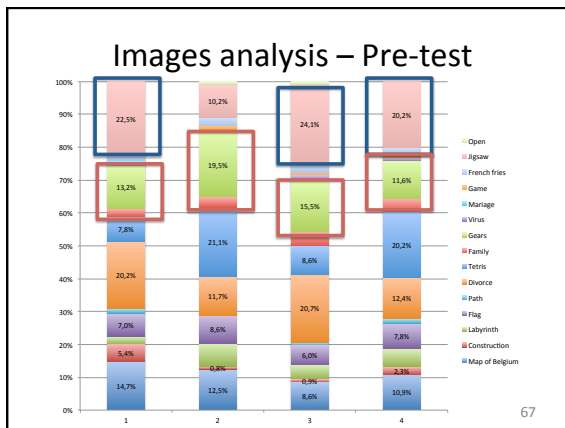 Images analysis – Pre-test
100%
90%
80%
70%
60%
50%
40%
30%
20%
10%
0%
22,5%
13,2%
7,8%
20,2%
7,0%
5,4%
14,7%
10,2%
19,5%
21,1%
11,7%
8,6%
0,8%
12,5%
24,1%
15,5%
8,6%
20,7%
6,0%
0,9%
8,6%
20,2%
11,6%
20,2%
12,4%
7,8%
2,3%
10,9%
1 2 3 4
Open
Jigsaw
French fries
Game
Mariage
Virus
Gears
Family
Tetris
Divorce
Path
Flag
Labyrinth
Construction
Map of Belgium
67